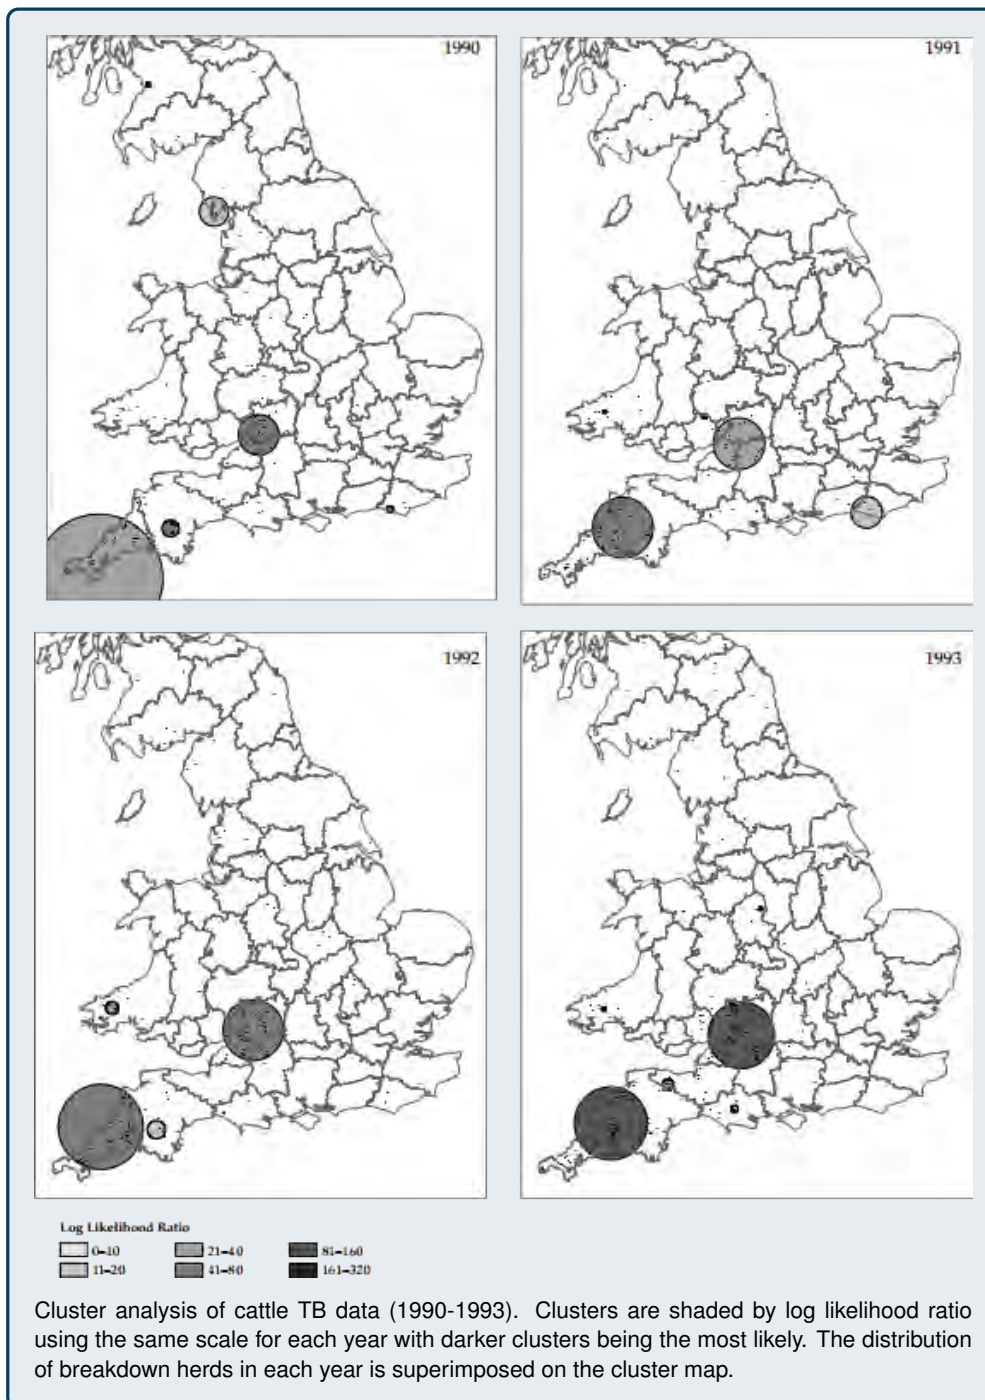 1990
1991
1992
1993
Log Likelihood Ratio
0–10 21–40 81–160
11–20 41–80 161–320
Cluster analysis of cattle TB data (1990-1993). Clusters are shaded by log likelihood ratio
using the same scale for each year with darker clusters being the most likely. The distribution
of breakdown herds in each year is superimposed on the cluster map.